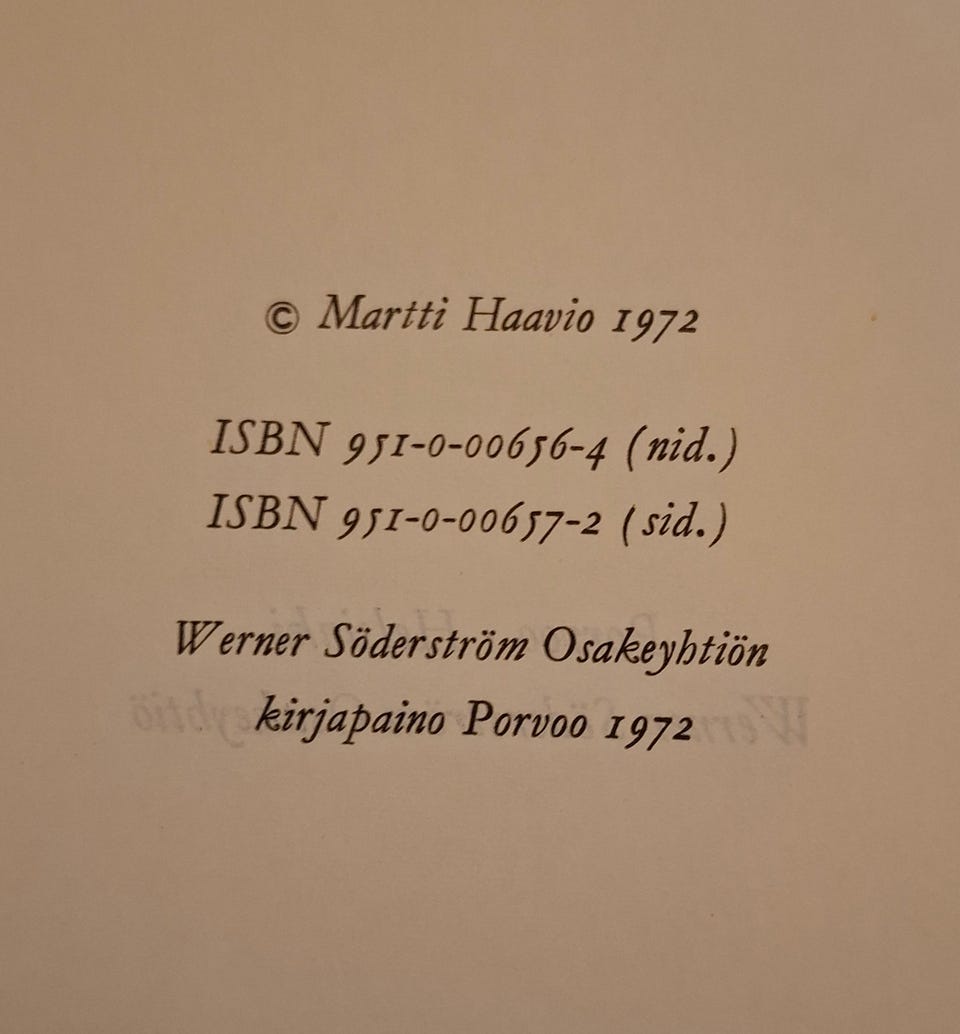 © Martti Haavio 1972
ISBN 951-0-00656-4 (nid.)
ISBN 951-0-00657-2 (sid.)
Werner Söderström Osakeyhtiön
kirjapaino Porvoo 1972